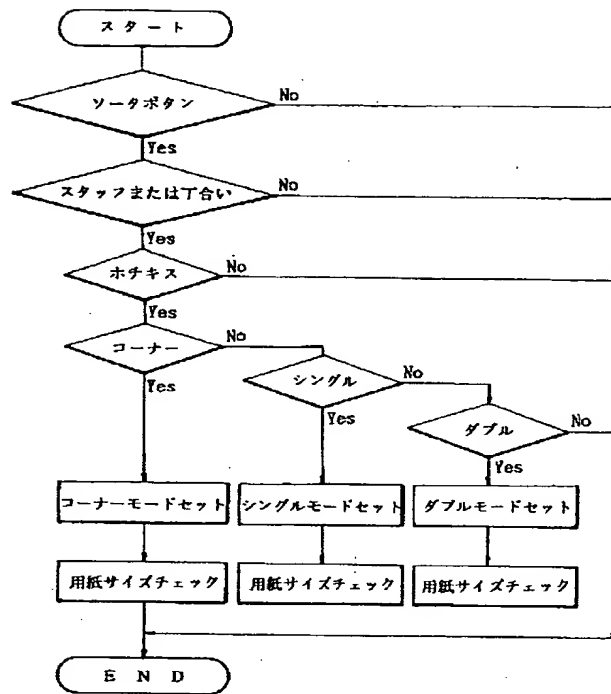 スタート
ソータボタン
No
Yes
スタッフまたは丁合い
No
Yes
ホチキス
No
Yes
コーナー
No
Yes
シングル
No
Yes
ダブル
No
Yes
コーナーモードセット
シングルモードセット
ダブルモードセット
用紙サイズチェック
用紙サイズチェック
用紙サイズチェック
END